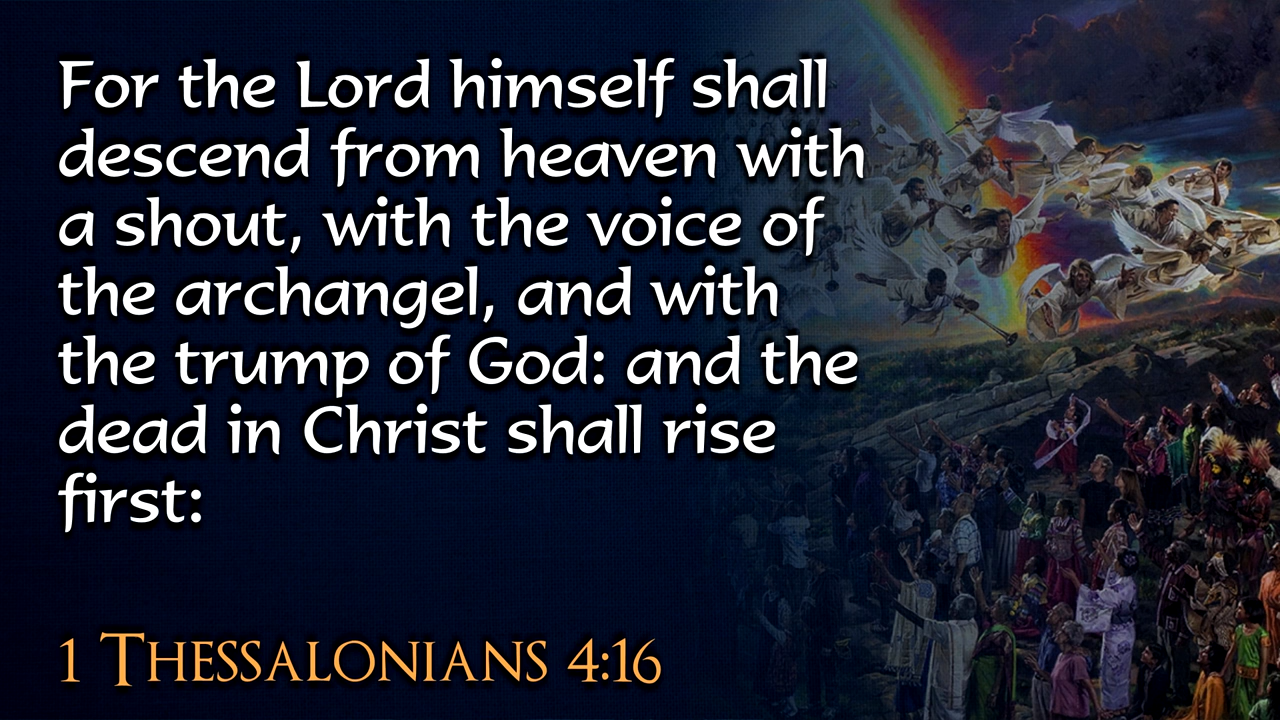 For the Lord himself shall
descend from heaven with
a shout, with the voice of
the archangel, and with
the trump of God: and the
dead in Christ shall rise
first:
1 Thessalonians 4:16